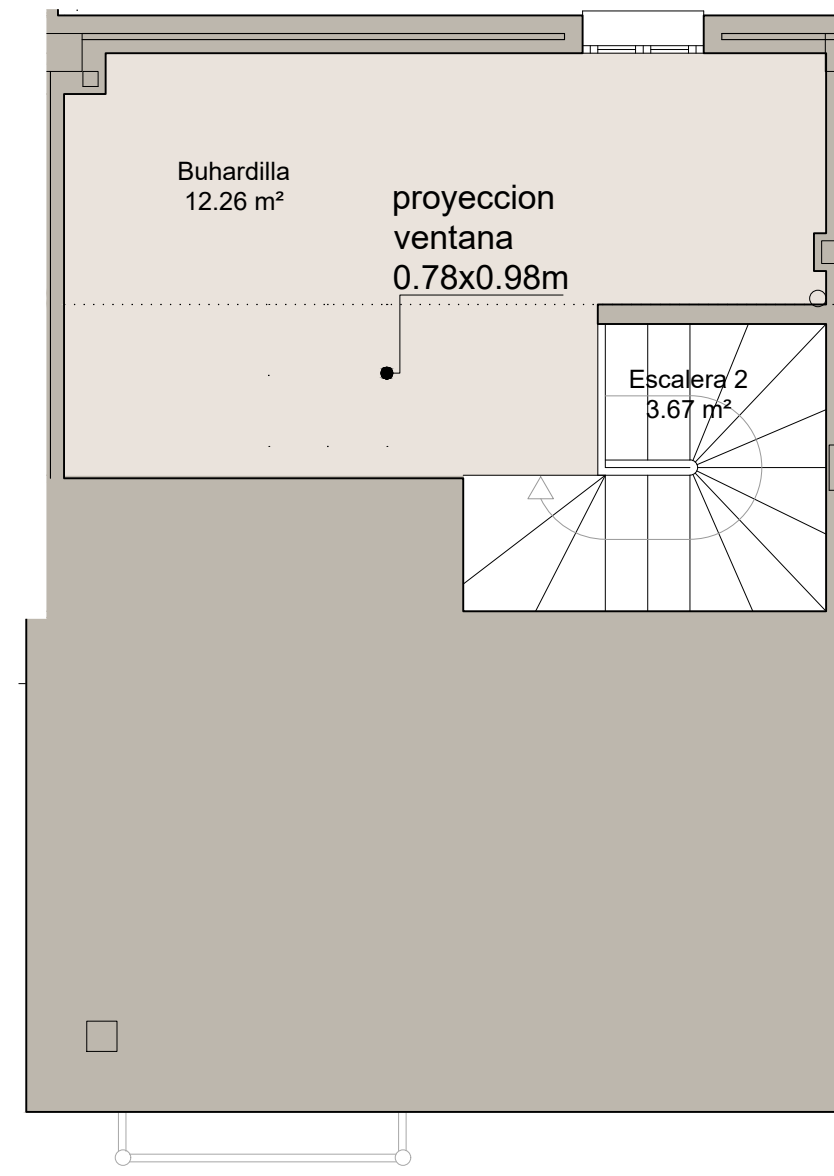 Buhardilla
12.26 m²
proyeccion
ventana
0.78x0.98m
Escalera 2
3.67 m²